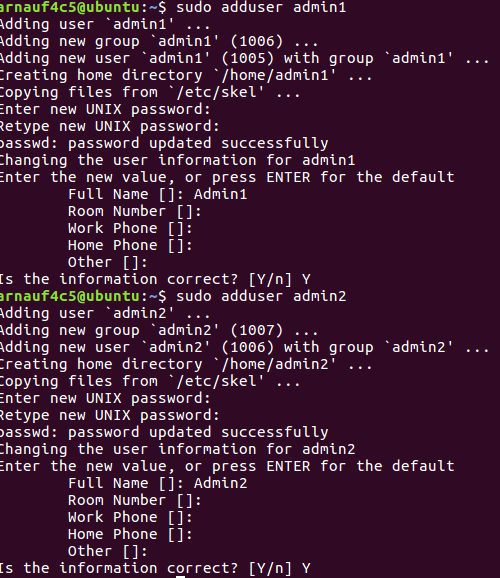 arnauf4c5@ubuntu:~$ sudo adduser admin1
Adding user `admin1' ...
Adding new group `admin1' (1006) ...
Adding new user `admin1' (1005) with group `admin1' ...
Creating home directory `/home/admin1' ...
Copying files from `/etc/skel' ...
Enter new UNIX password:
Retype new UNIX password:
passwd: password updated successfully
Changing the user information for admin1
Enter the new value, or press ENTER for the default
        Full Name []: Admin1
        Room Number []:
        Work Phone []:
        Home Phone []:
        Other []:
Is the information correct? [Y/n] Y
arnauf4c5@ubuntu:~$ sudo adduser admin2
Adding user `admin2' ...
Adding new group `admin2' (1007) ...
Adding new user `admin2' (1006) with group `admin2' ...
Creating home directory `/home/admin2' ...
Copying files from `/etc/skel' ...
Enter new UNIX password:
Retype new UNIX password:
passwd: password updated successfully
Changing the user information for admin2
Enter the new value, or press ENTER for the default
        Full Name []: Admin2
        Room Number []:
        Work Phone []:
        Home Phone []:
        Other []:
Is the information correct? [Y/n] Y